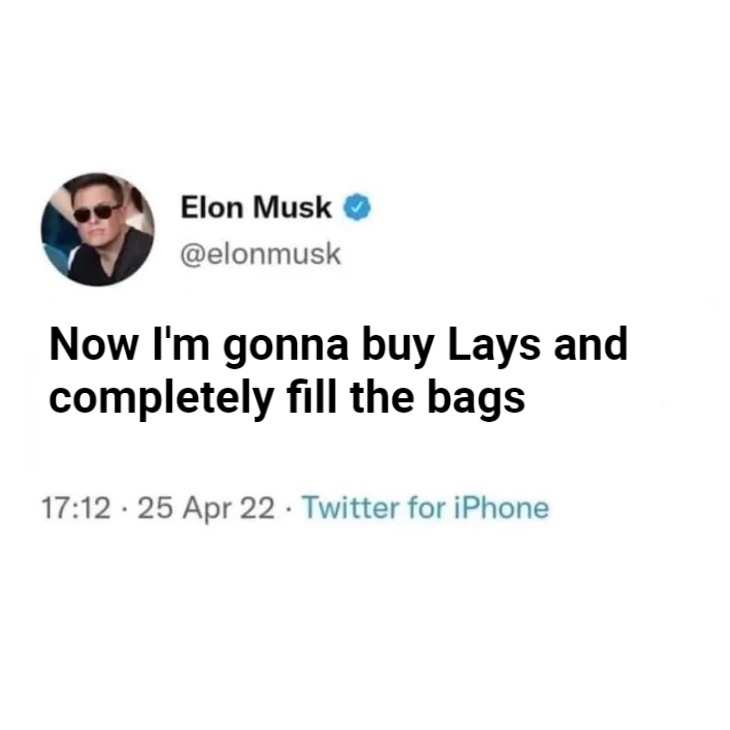 Elon Musk
@elonmusk
Now I'm gonna buy Lays and
completely fill the bags
17:12 · 25 Apr 22 · Twitter for iPhone